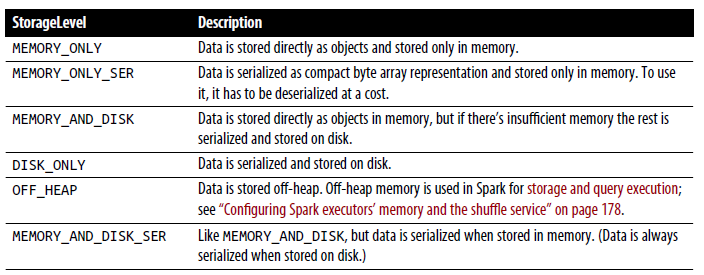 StorageLevel Description
MEMORY_ONLY Data is stored directly as objects and stored only in memory.
MEMORY_ONLY_SER Data is serialized as compact byte array representation and stored only in memory. To use
it, it has to be deserialized at a cost.
MEMORY_AND_DISK Data is stored directly as objects in memory, but if there’s insufficient memory the rest is
serialized and stored on disk.
DISK_ONLY Data is serialized and stored on disk.
OFF_HEAP Data is stored off-heap. Off-heap memory is used in Spark for storage and query execution;
see “Configuring Spark executors’ memory and the shuffle service” on page 178.
MEMORY_AND_DISK_SER Like MEMORY_AND_DISK, but data is serialized when stored in memory. (Data is always
serialized when stored on disk.)